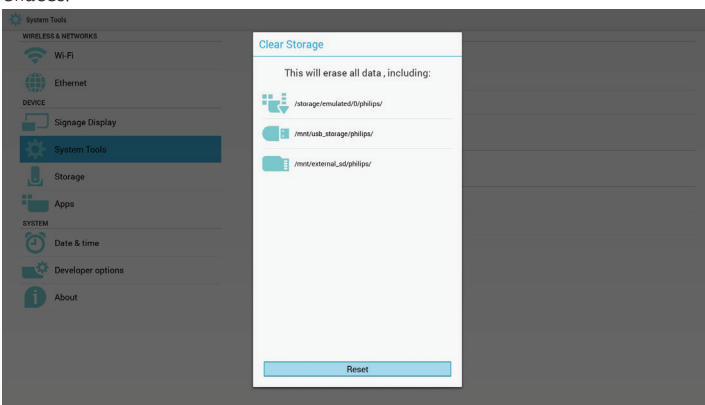 System Tools
WIRELESS & NETWORKS
Wi-Fi
Ethernet
DEVICE
Signage Display
System Tools
Storage
Apps
SYSTEM
Date & time
Developer options
About
Clear Storage
This will erase all data , including:
/storage/emulated/0/philips/
/mnt/usb_storage/philips/
/mnt/external_sd/philips/
Reset